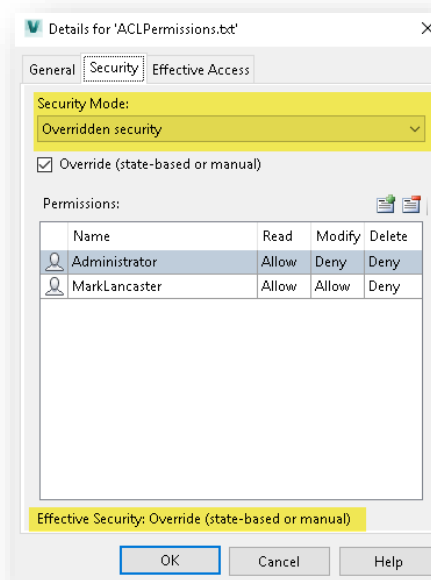 Details for 'ACLPermissions.txt'
General Security Effective Access
Security Mode:
Overridden security
Override (state-based or manual)
Permissions:
Name Read Modify Delete
Administrator Allow Deny Deny
MarkLancaster Allow Allow Deny
Effective Security: Override (state-based or manual)
OK Cancel Help